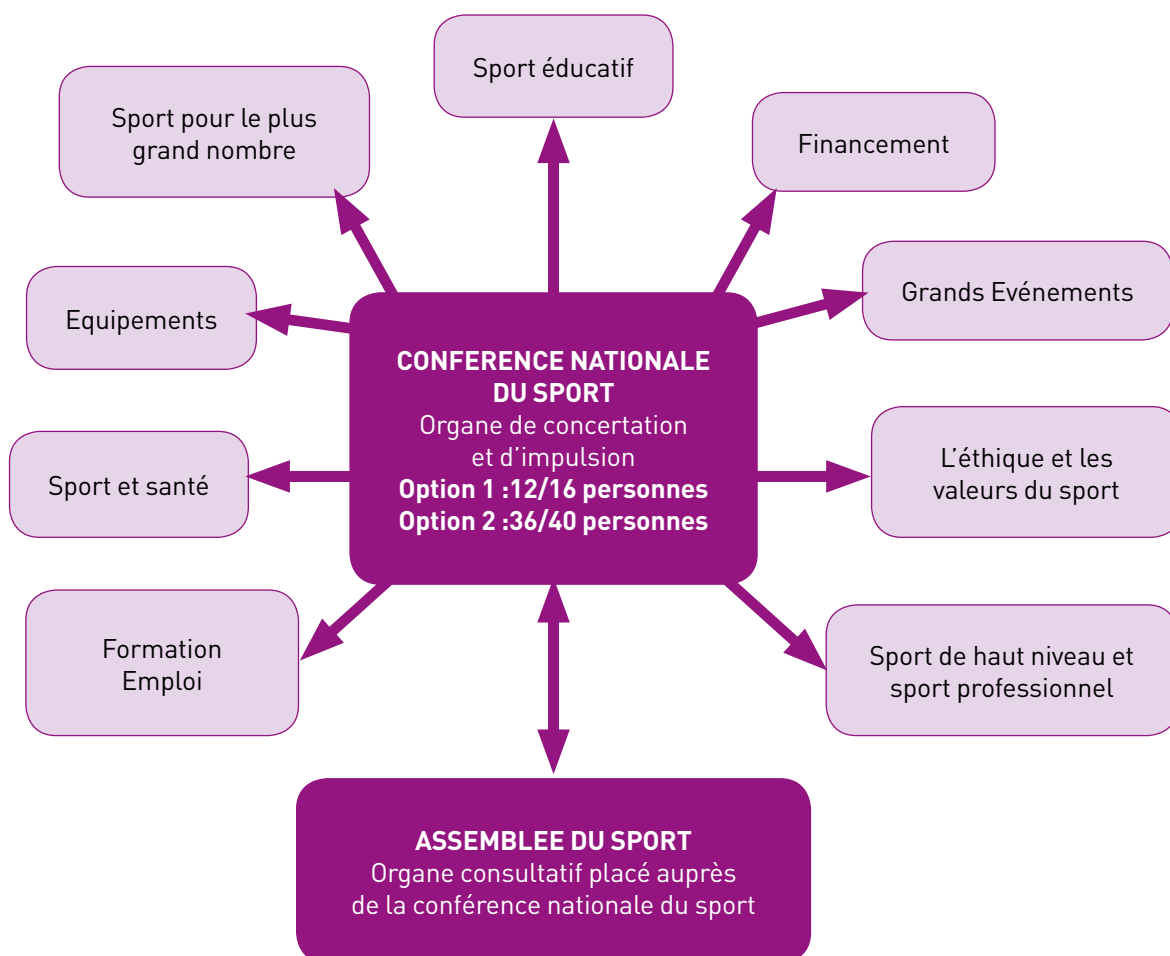 Sport éducatif
Sport pour le plus
grand nombre
Financement
Equipements
Grands Evénements
CONFERENCE NATIONALE
DU SPORT
Organe de concertation
et d'impulsion
Option 1 :12/16 personnes
Option 2 :36/40 personnes
Sport et santé
L'éthique et les
valeurs du sport
Formation
Emploi
Sport de haut niveau et
sport professionnel
ASSEMBLEE DU SPORT
Organe consultatif placé auprès
de la conférence nationale du sport